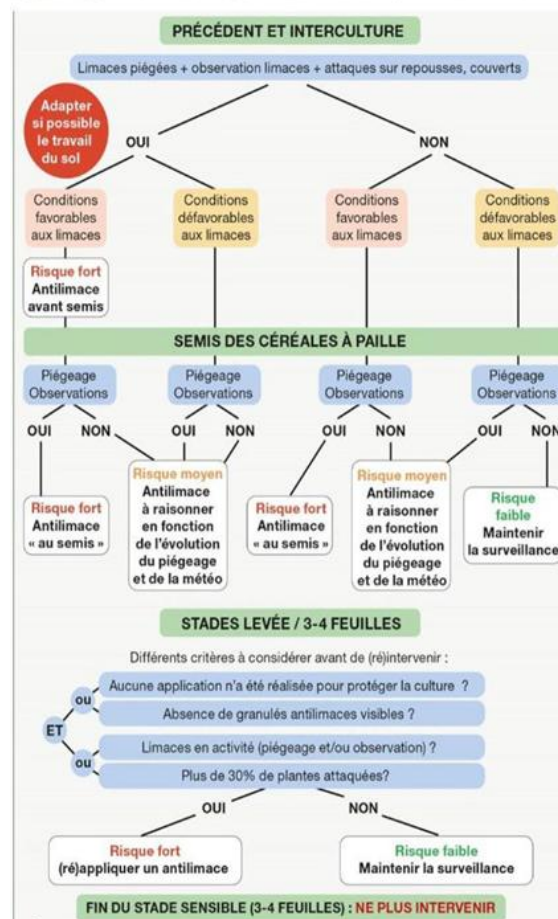 PRÉCÉDENT ET INTERCULTURE
Limaces piégées + observation limaces + attaques sur repousses, couverts
Adapter
si possible
le travail
du sol
OUI
NON
Conditions
favorables
aux limaces
Conditions
défavorables
aux limaces
Conditions
favorables
aux limaces
Conditions
défavorables
aux limaces
Risque fort
Antilimace
avant semis
SEMIS DES CÉRÉALES À PAILLE
Piégeage
Observations
Piégeage
Observations
Piégeage
Observations
Piégeage
Observations
OUI
NON
OUI
NON
OUI
NON
OUI
NON
Risque fort
Antilimace
« au semis »
Risque moyen
Antilimace
à raisonner
en fonction
de l'évolution
du piégeage
et de la météo
Risque fort
Antilimace
« au semis »
Risque moyen
Antilimace
à raisonner
en fonction
de l'évolution
du piégeage
et de la météo
Risque
faible
Maintenir
la surveillance
STADES LEVÉE / 3-4 FEUILLES
Différents critères à considérer avant de (ré)intervenir :
Aucune application n'a été réalisée pour protéger la culture ?
ou
Absence de granulés antilimaces visibles ?
ET
Limaces en activité (piégeage et/ou observation) ?
ou
Plus de 30% de plantes attaquées?
OUI
NON
Risque fort
(ré)appliquer un antilimace
Risque faible
Maintenir la surveillance
FIN DU STADE SENSIBLE (3-4 FEUILLES) : NE PLUS INTERVENIR